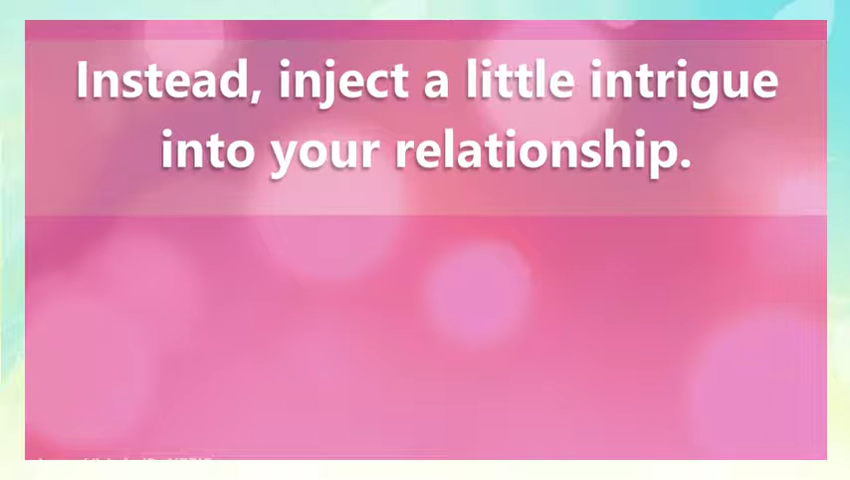 Instead, inject a little intrigue
into your relationship.